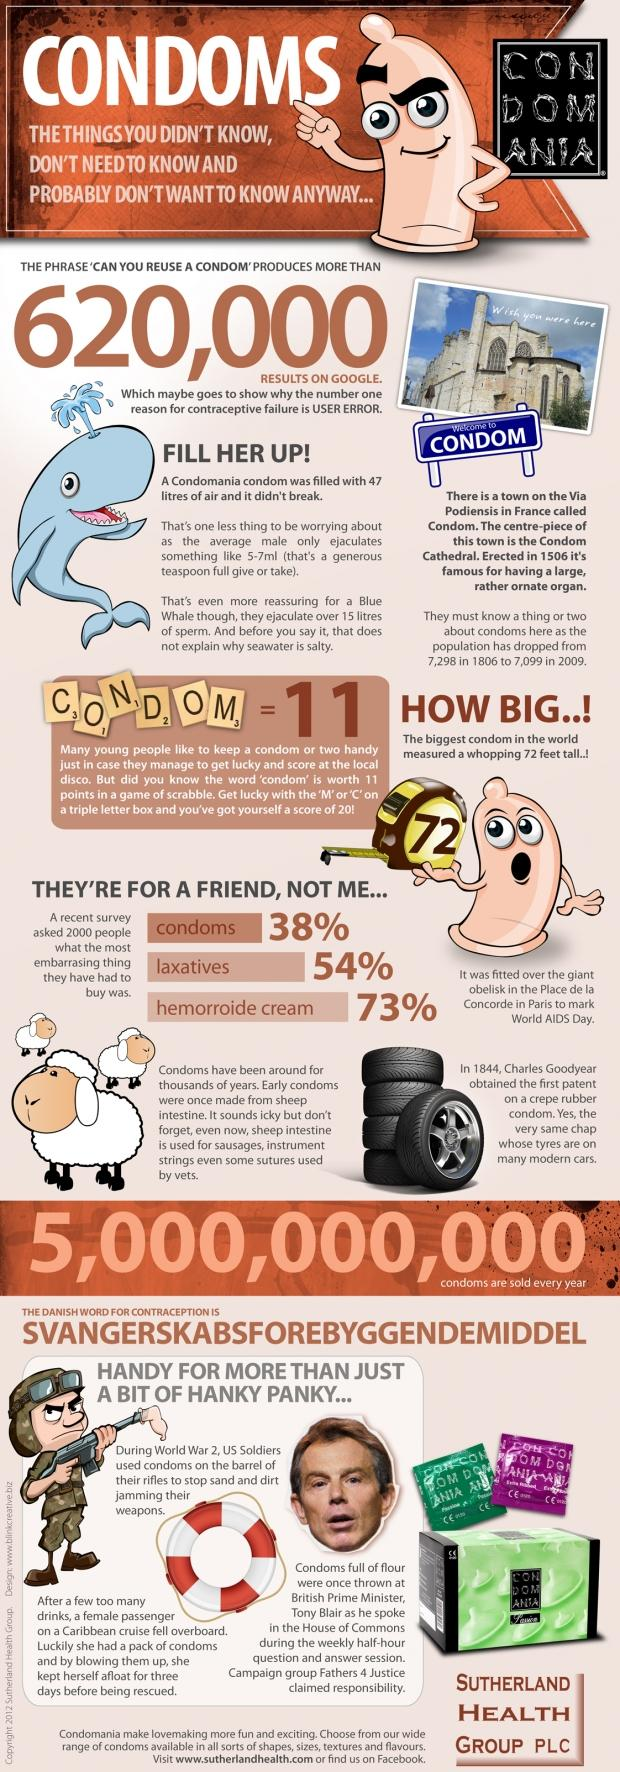 CONDOMS
THE THINGS YOU DIDN'T KNOW,
DON'T NEED TO KNOW AND
PROBABLY DON'T WANT TO KNOW ANYWAY...
CON
DOM
ANIA®
THE PHRASE 'CAN YOU REUSE A CONDOM' PRODUCES MORE THAN
620,000
RESULTS ON GOOGLE.
Which maybe goes to show why the number one
reason for contraceptive failure is USER ERROR.
Wish you were here
Welcome to
CONDOM
There is a town on the Via
Podiensis in France called
Condom. The centre-piece of
this town is the Condom
Cathedral. Erected in 1506 it's
famous for having a large,
rather ornate organ.
They must know a thing or two
about condoms here as the
population has dropped from
7,298 in 1806 to 7,099 in 2009.
FILL HER UP!
A Condomania condom was filled with 47
litres of air and it didn't break.
That's one less thing to be worrying about
as the average male only ejaculates
something like 5-7ml (that's a generous
teaspoon full give or take).
That's even more reassuring for a Blue
Whale though, they ejaculate over 15 litres
of sperm. And before you say it, that does
not explain why seawater is salty.
C3 O1 N1 D2 O1 M3 = 11
Many young people like to keep a condom or two handy
just in case they manage to get lucky and score at the local
disco. But did you know the word 'condom' is worth 11
points in a game of scrabble. Get lucky with the 'M' or 'C' on
a triple letter box and you've got yourself a score of 20!
HOW BIG..!
The biggest condom in the world
measured a whopping 72 feet tall..!
72
It was fitted over the giant
obelisk in the Place de la
Concorde in Paris to mark
World AIDS Day.
THEY'RE FOR A FRIEND, NOT ME...
A recent survey
asked 2000 people
what the most
embarrasing thing
they have had to
buy was.
condoms 38%
laxatives 54%
hemorroide cream 73%
Condoms have been around for
thousands of years. Early condoms
were once made from sheep
intestine. It sounds icky but don't
forget, even now, sheep intestine
is used for sausages, instrument
strings even some sutures used
by vets.
In 1844, Charles Goodyear
obtained the first patent
on a crepe rubber
condom. Yes, the
very same chap
whose tyres are on
many modern cars.
5,000,000,000
condoms are sold every year
THE DANISH WORD FOR CONTRACEPTION IS
SVANGERSKABSFOREBYGGENDEMIDDEL
HANDY FOR MORE THAN JUST
A BIT OF HANKY PANKY...
During World War 2, US Soldiers
used condoms on the barrel of
their rifles to stop sand and dirt
jamming their
weapons.
After a few too many
drinks, a female passenger
on a Caribbean cruise fell overboard.
Luckily she had a pack of condoms
and by blowing them up, she
kept herself afloat for three
days before being rescued.
Condoms full of flour
were once thrown at
British Prime Minister,
Tony Blair as he spoke
in the House of Commons
during the weekly half-hour
question and answer session.
Campaign group Fathers 4 Justice
claimed responsibility.
CON
DOM
ANIA
Passion
SUTHERLAND
HEALTH
GROUP PLC
Condomania make lovemaking more fun and exciting. Choose from our wide
range of condoms available in all sorts of shapes, sizes, textures and flavours.
Visit www.sutherlandhealth.com or find us on Facebook.
Copyright 2012 Sutherland Health Group. Design: www.blinkcreative.biz